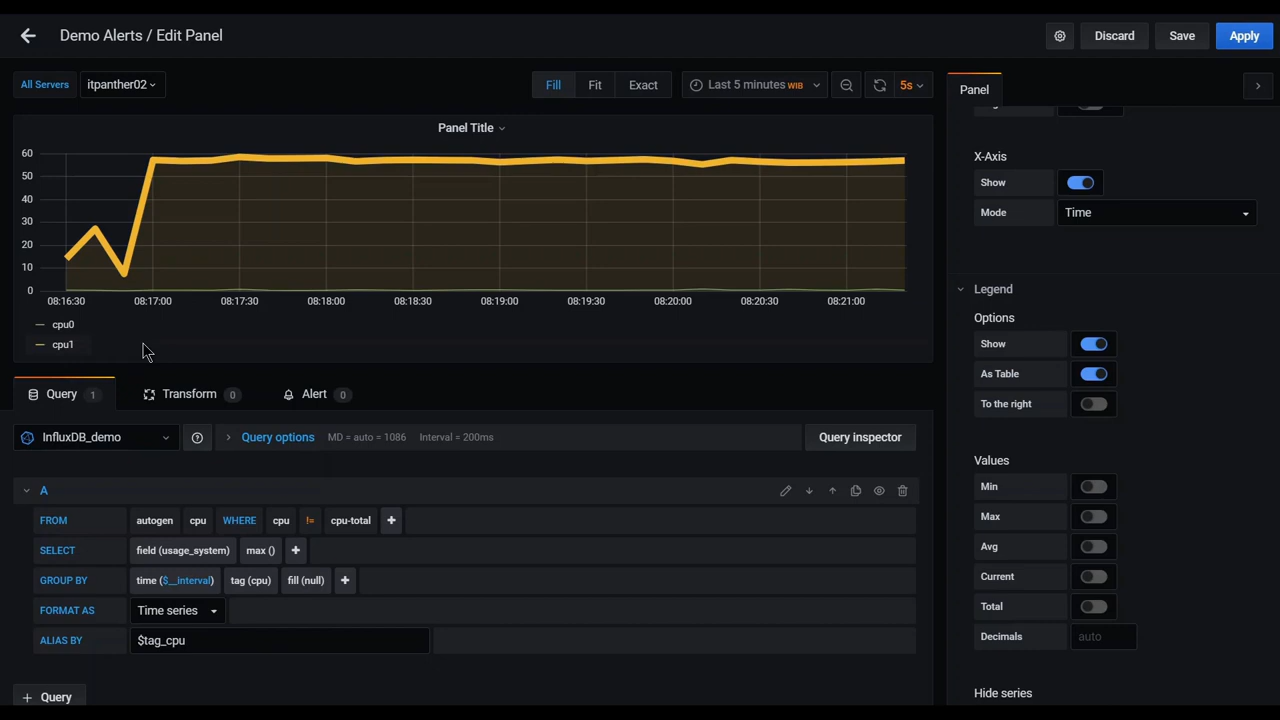 Demo Alerts / Edit Panel
Discard
Save
Apply
All Servers
itpanther02
Fill
Fit
Exact
Last 5 minutes WIB
5s
Panel
Panel Title
60
50
40
30
20
10
0
08:16:30
08:17:00
08:17:30
08:18:00
08:18:30
08:19:00
08:19:30
08:20:00
08:20:30
08:21:00
cpu0
cpu1
Query 1
Transform 0
Alert 0
InfluxDB_demo
Query options MD = auto = 1086 Interval = 200ms
Query inspector
A
FROM autogen cpu WHERE cpu != cpu-total +
SELECT field (usage_system) max () +
GROUP BY time ($__interval) tag (cpu) fill (null) +
FORMAT AS Time series
ALIAS BY $tag_cpu
+ Query
X-Axis
Show
Mode Time
Legend
Options
Show
As Table
To the right
Values
Min
Max
Avg
Current
Total
Decimals auto
Hide series